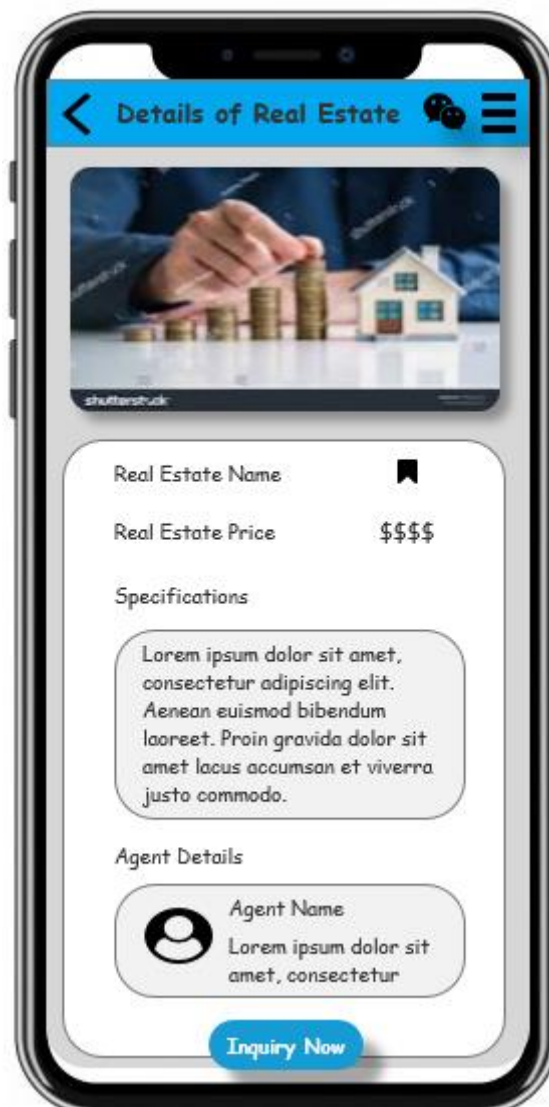 Details of Real Estate
shutterstock
shutterstock
shutterstock
Real Estate Name
Real Estate Price $$$$
Specifications
Lorem ipsum dolor sit amet,
consectetur adipiscing elit.
Aenean euismod bibendum
laoreet. Proin gravida dolor sit
amet lacus accumsan et viverra
justo commodo.
Agent Details
Agent Name
Lorem ipsum dolor sit
amet, consectetur
Inquiry Now